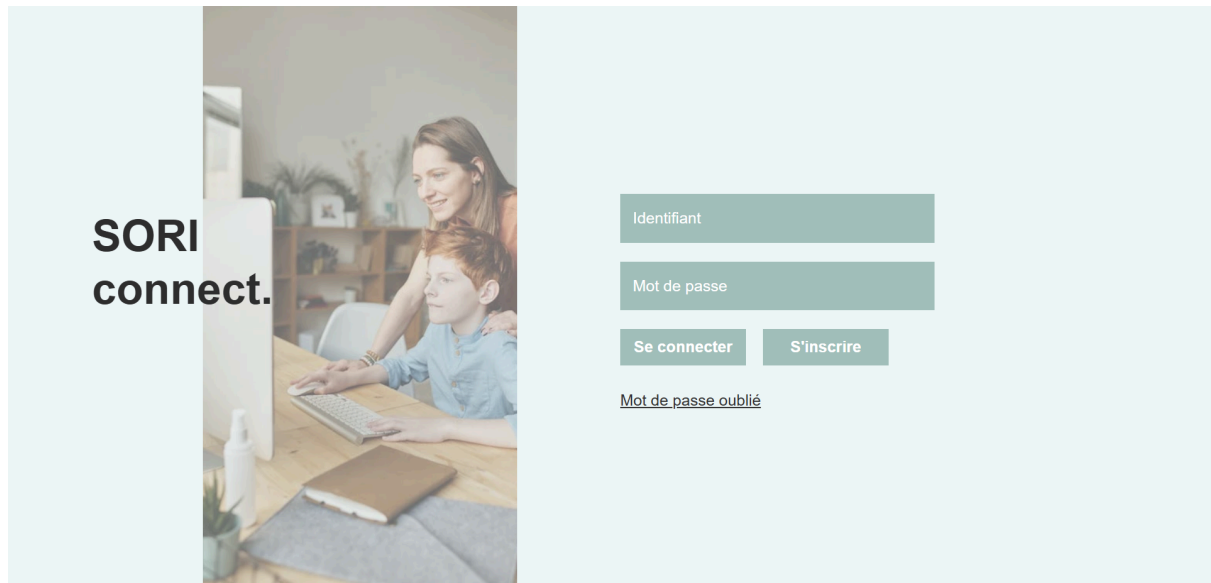 SORI
connect.
Identifiant
Mot de passe
Se connecter
S'inscrire
Mot de passe oublié